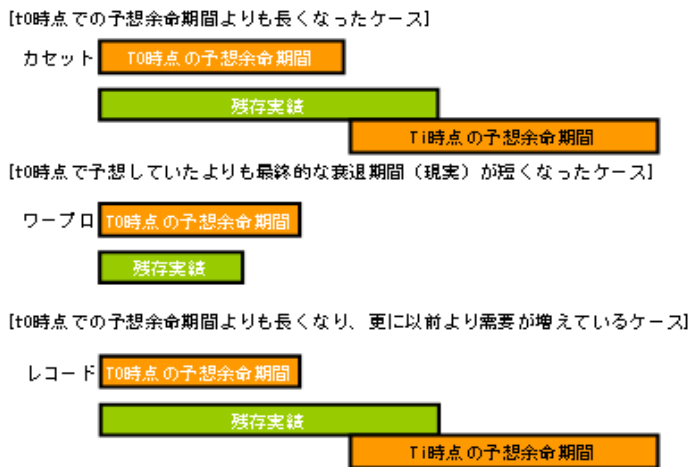 [t0時点での予想余命期間よりも長くなったケース]
カセット T0時点の予想余命期間
残存実績
Ti時点の予想余命期間
[t0時点で予想していたよりも最終的な衰退期間（現実）が短くなったケース]
ワープロ T0時点の予想余命期間
残存実績
[t0時点での予想余命期間よりも長くなり、更に以前より需要が増えているケース]
レコード T0時点の予想余命期間
残存実績
Ti時点の予想余命期間